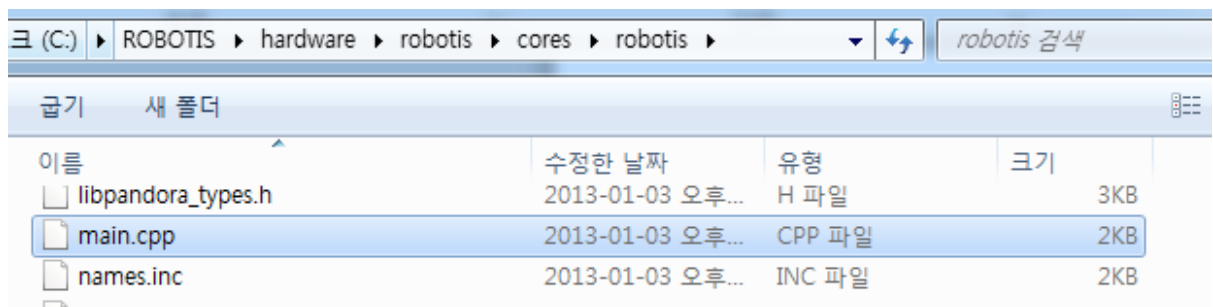 크 (C:) ▸ ROBOTIS ▸ hardware ▸ robotis ▸ cores ▸ robotis ▸ robotis 검색
굽기 새 폴더
이름 수정한 날짜 유형 크기
libpandora_types.h 2013-01-03 오후... H 파일 3KB
main.cpp 2013-01-03 오후... CPP 파일 2KB
names.inc 2013-01-03 오후... INC 파일 2KB